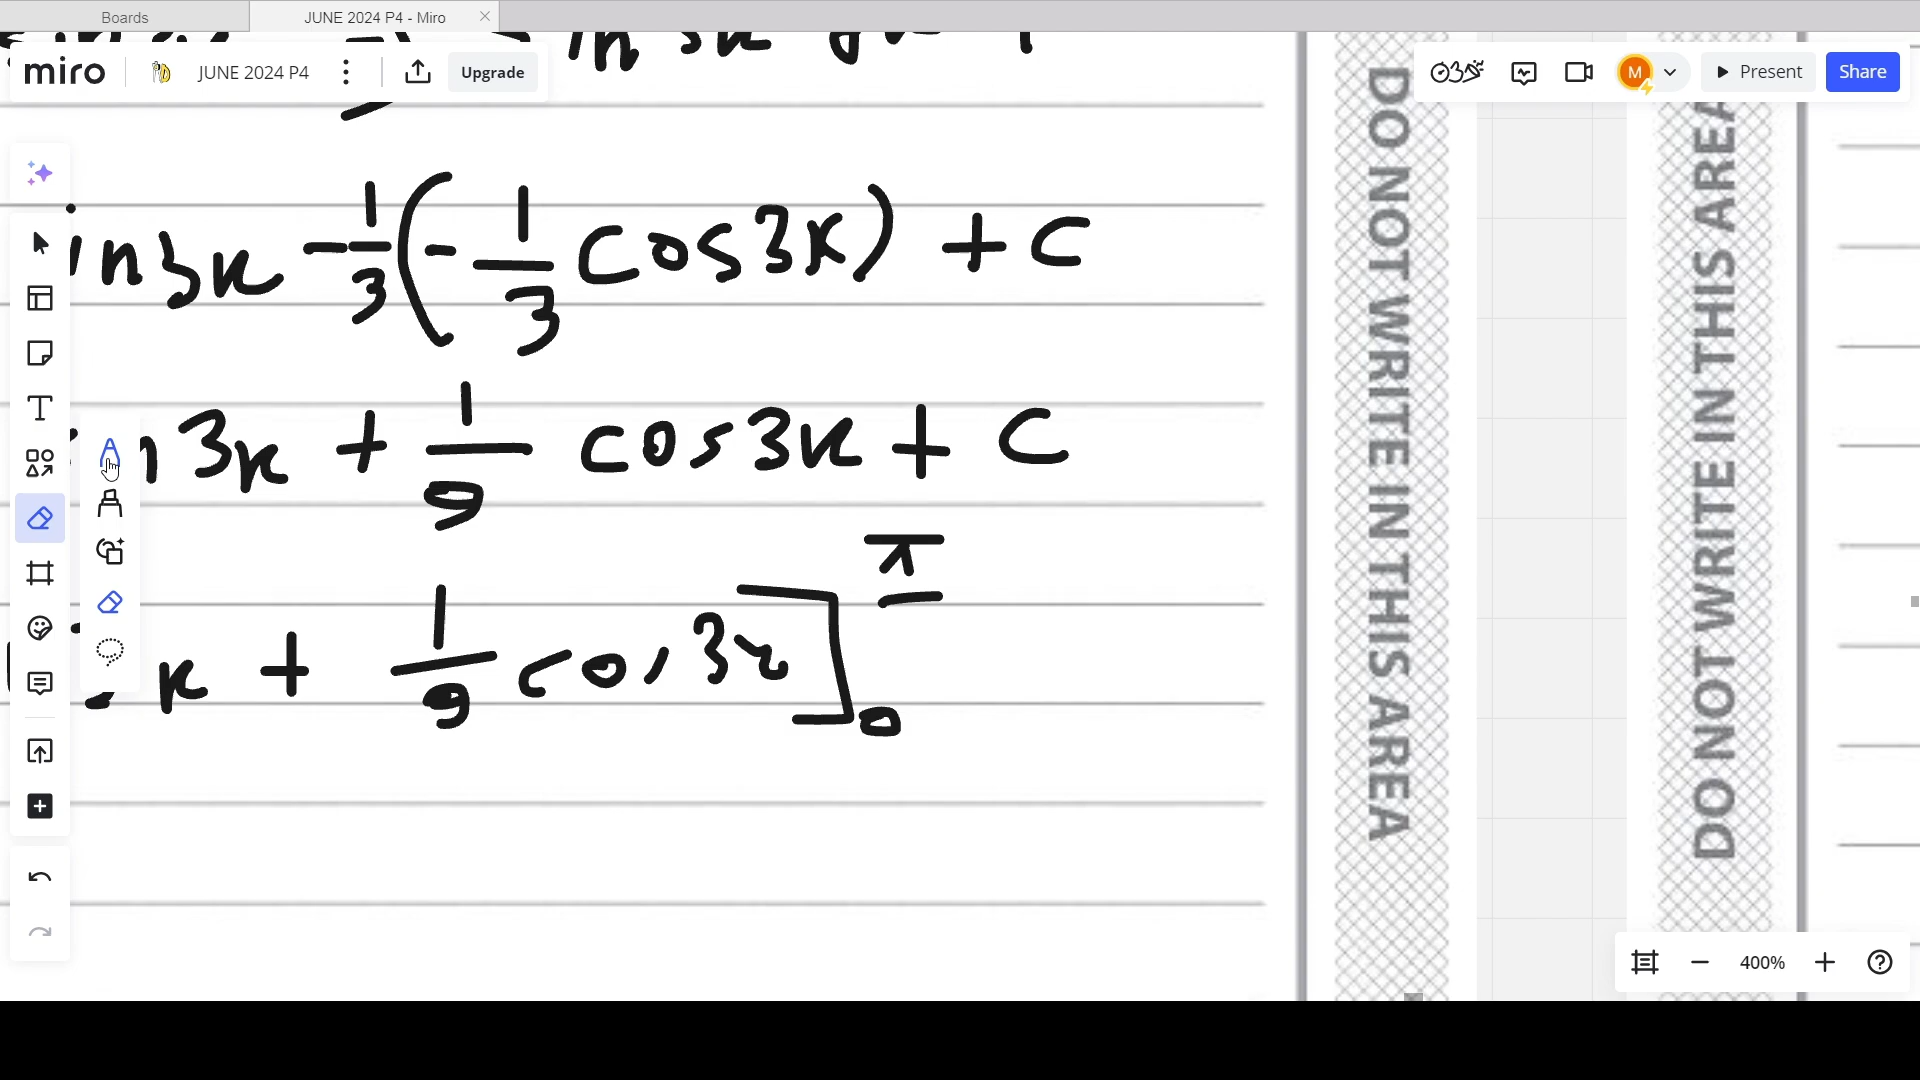 Boards
JUNE 2024 P4 - Miro
miro JUNE 2024 P4 Upgrade
Present Share
in3x - 1/3 ( - 1/3 cos3x) + C
n 3x + 1/9 cos3x + C
x + 1/9 cos 3x ] π 0
DO NOT WRITE IN THIS AREA
DO NOT WRITE IN THIS AREA
400%